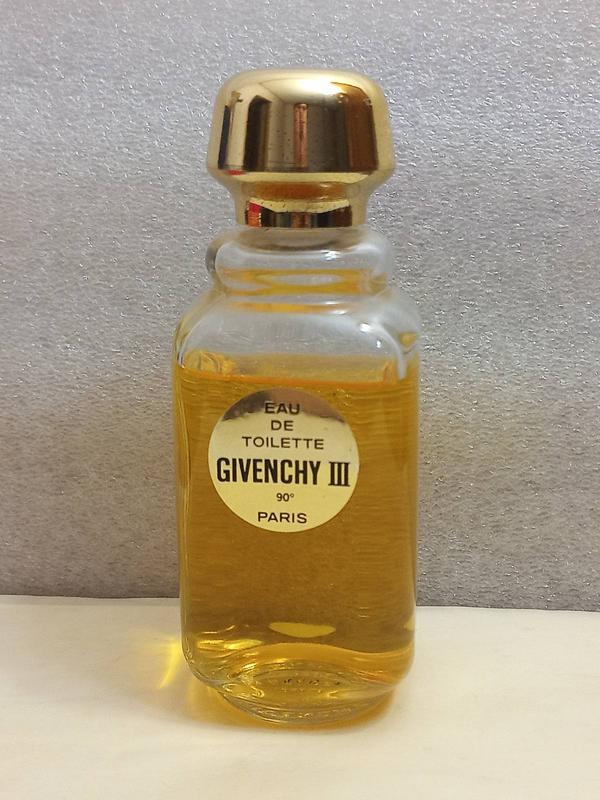 EAU
DE
TOILETTE
GIVENCHY III
90°
PARIS